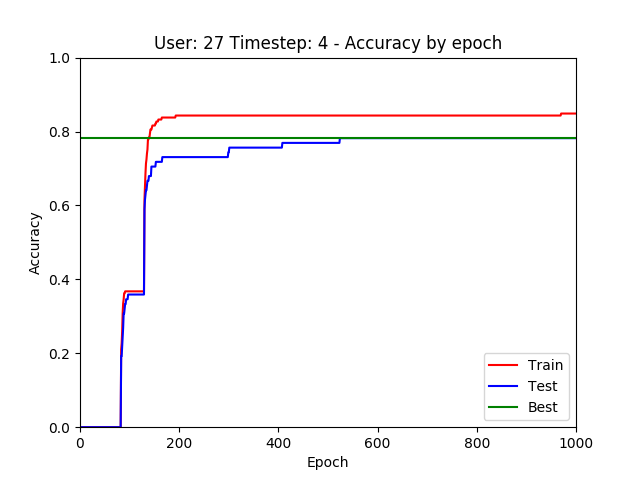 User: 27 Timestep: 4 - Accuracy by epoch
1.0
0.8
0.6
0.4
0.2
0.0
Accuracy
0 200 400 600 800 1000
Epoch
Train
Test
Best